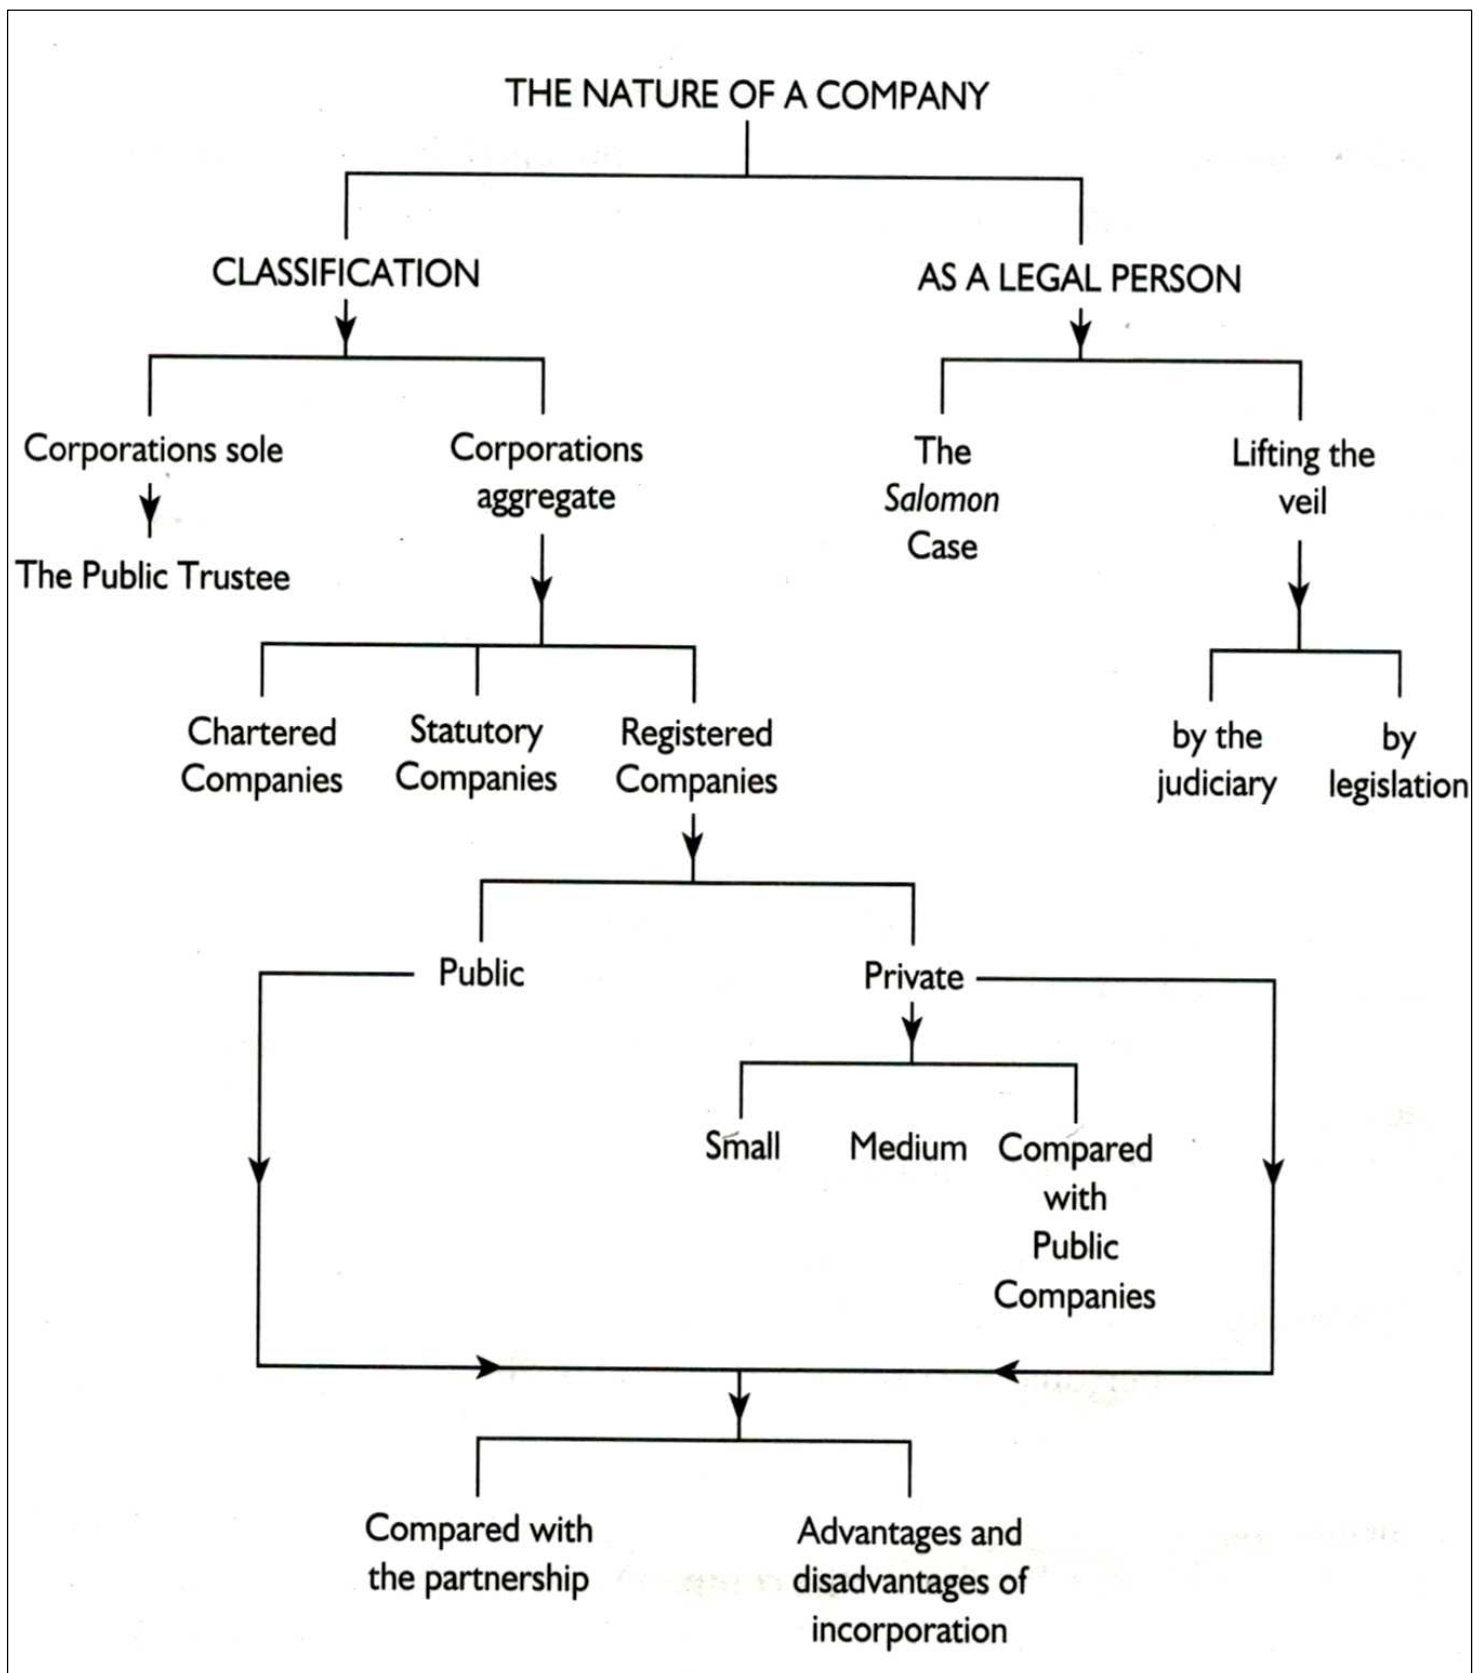 THE NATURE OF A COMPANY
CLASSIFICATION
AS A LEGAL PERSON
Corporations sole
The Public Trustee
Corporations
aggregate
The
Salomon
Case
Lifting the
veil
Chartered
Companies
Statutory
Companies
Registered
Companies
by the
judiciary
by
legislation
Public
Private
Small
Medium
Compared
with
Public
Companies
Compared with
the partnership
Advantages and
disadvantages of
incorporation